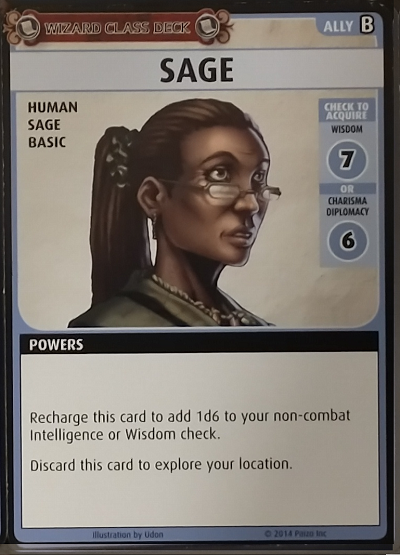 WIZARD CLASS DECK
ALLY B
SAGE
HUMAN
SAGE
BASIC
CHECK TO
ACQUIRE
WISDOM
7
OR
CHARISMA
DIPLOMACY
6
POWERS
Recharge this card to add 1d6 to your non-combat
Intelligence or Wisdom check.
Discard this card to explore your location.
illustration by Udon
© 2014 Paizo Inc